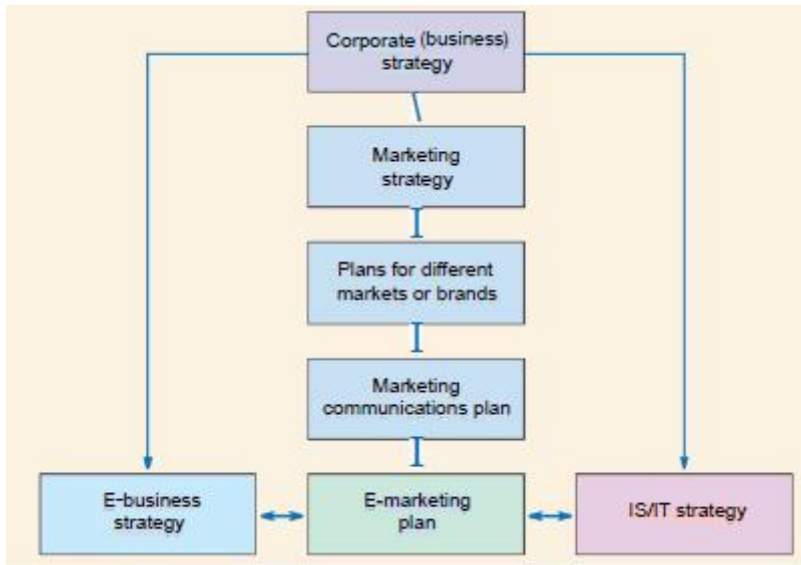 Corporate (business)
strategy
Marketing
strategy
Plans for different
markets or brands
Marketing
communications plan
E-business
strategy
E-marketing
plan
IS/IT strategy